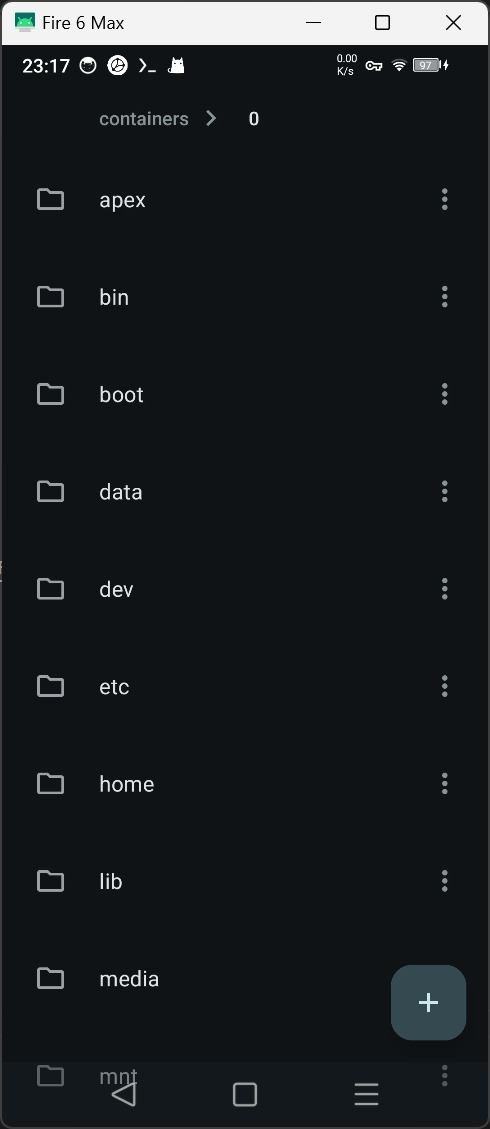 Fire 6 Max
23:17
0.00
K/s
97
containers
0
apex
bin
boot
data
dev
etc
home
lib
media
mnt